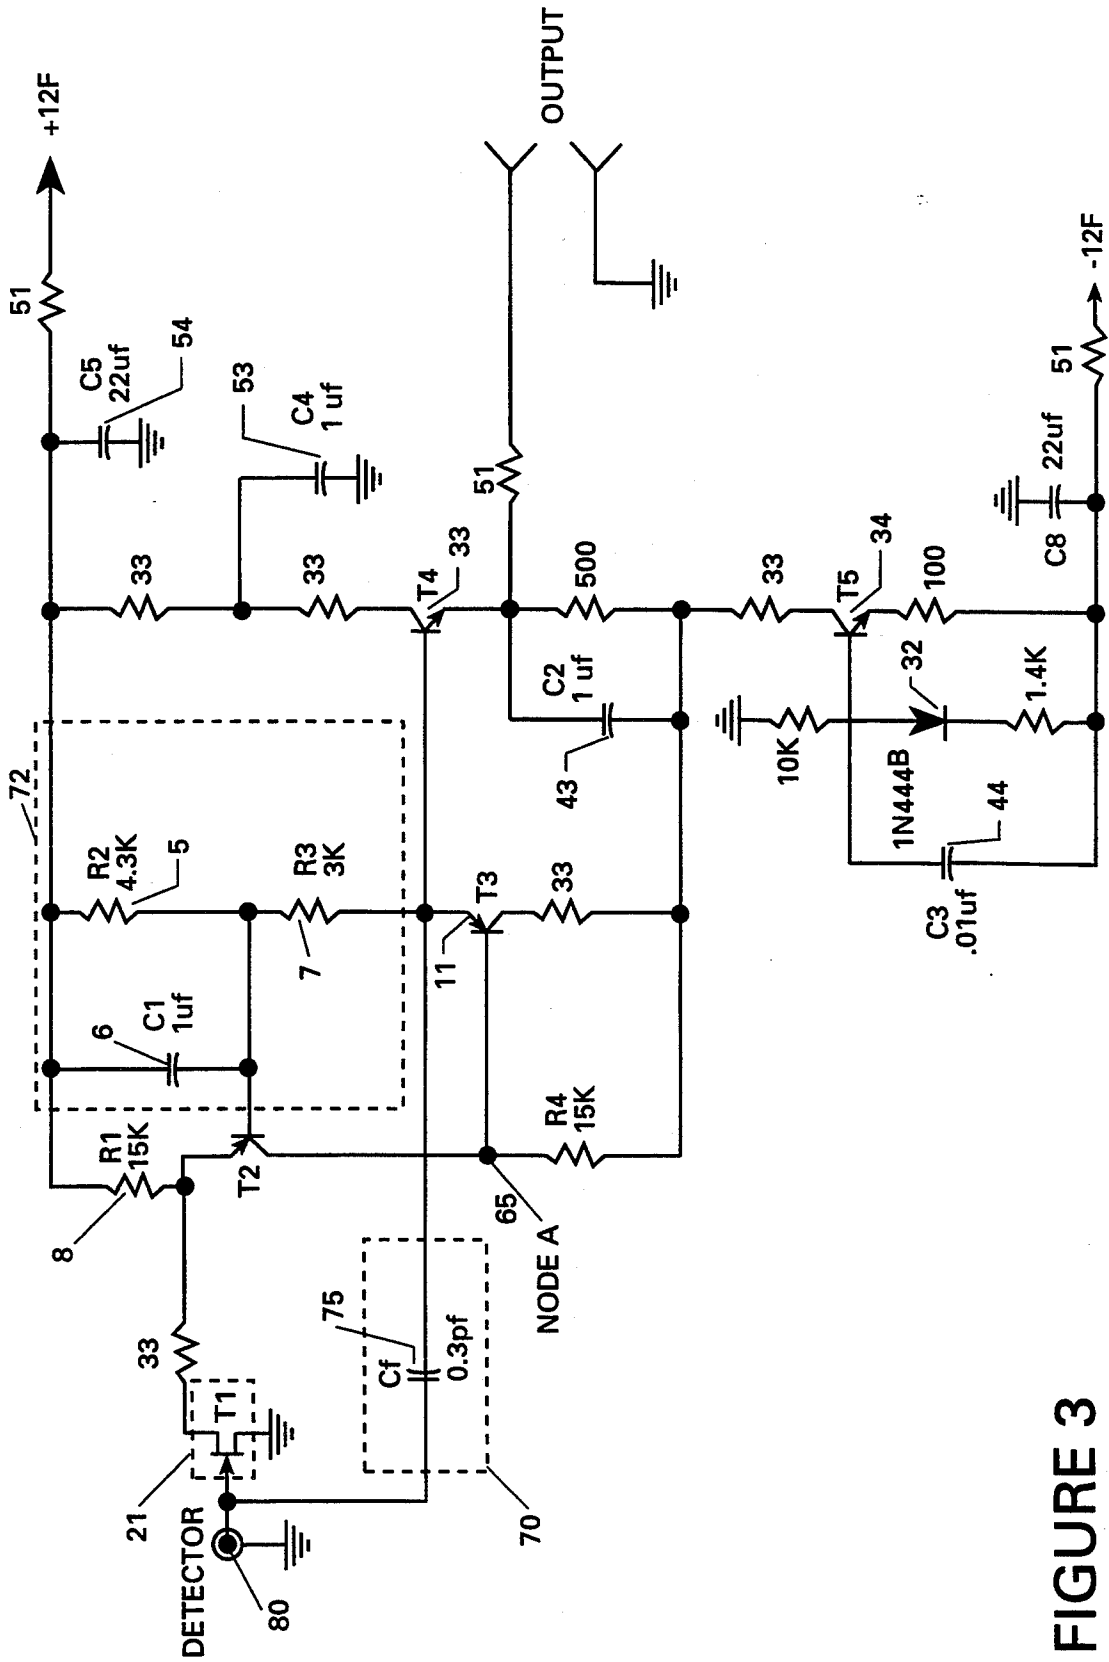 +12F
51
C5
22uf
54
33
C4
1 uf
53
33
T4
33
51
OUTPUT
72
R2
4.3K
5
R3
3K
7
6
C1
1uf
R1
15K
8
T2
33
T1
21
DETECTOR
80
Cf
0.3pf
75
70
65
NODE A
R4
15K
11
T3
33
C2
1 uf
43
500
33
T5
34
100
10K
1N444B
32
1.4K
C3
.01uf
44
C8
22uf
51
-12F
FIGURE 3